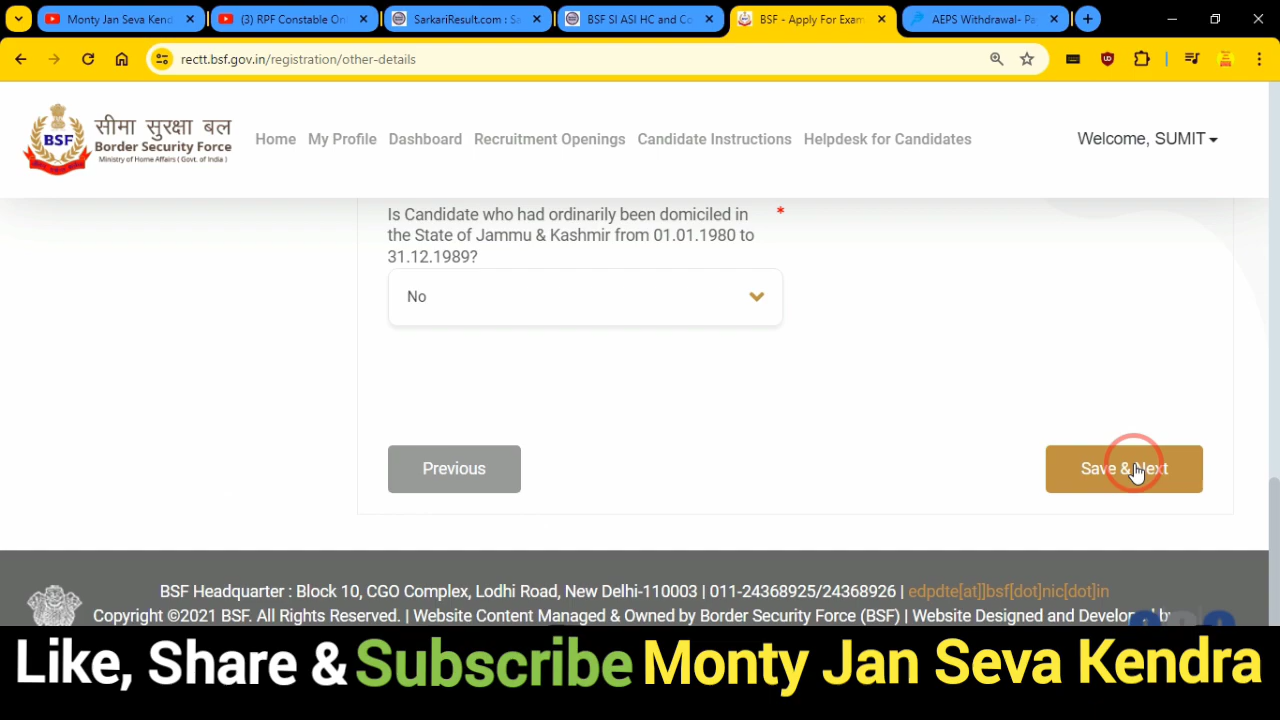 Monty Jan Seva Kend
(3) RPF Constable On
SarkariResult.com : Sa
BSF SI ASI HC and Co
BSF - Apply For Exam
AEPS Withdrawal- Pa
rectt.bsf.gov.in/registration/other-details
BSF
सीमा सुरक्षा बल
Border Security Force
Ministry of Home Affairs ( Govt. of India )
Home
My Profile
Dashboard
Recruitment Openings
Candidate Instructions
Helpdesk for Candidates
Welcome, SUMIT
Is Candidate who had ordinarily been domiciled in *
the State of Jammu & Kashmir from 01.01.1980 to
31.12.1989?
No
Previous
Save & Next
BSF Headquarter : Block 10, CGO Complex, Lodhi Road, New Delhi-110003 | 011-24368925/24368926 | edpdte[at]]bsf[dot]nic[dot]in
Copyright ©2021 BSF. All Rights Reserved. | Website Content Managed & Owned by Border Security Force (BSF) | Website Designed and Developed by
Like, Share & Subscribe Monty Jan Seva Kendra